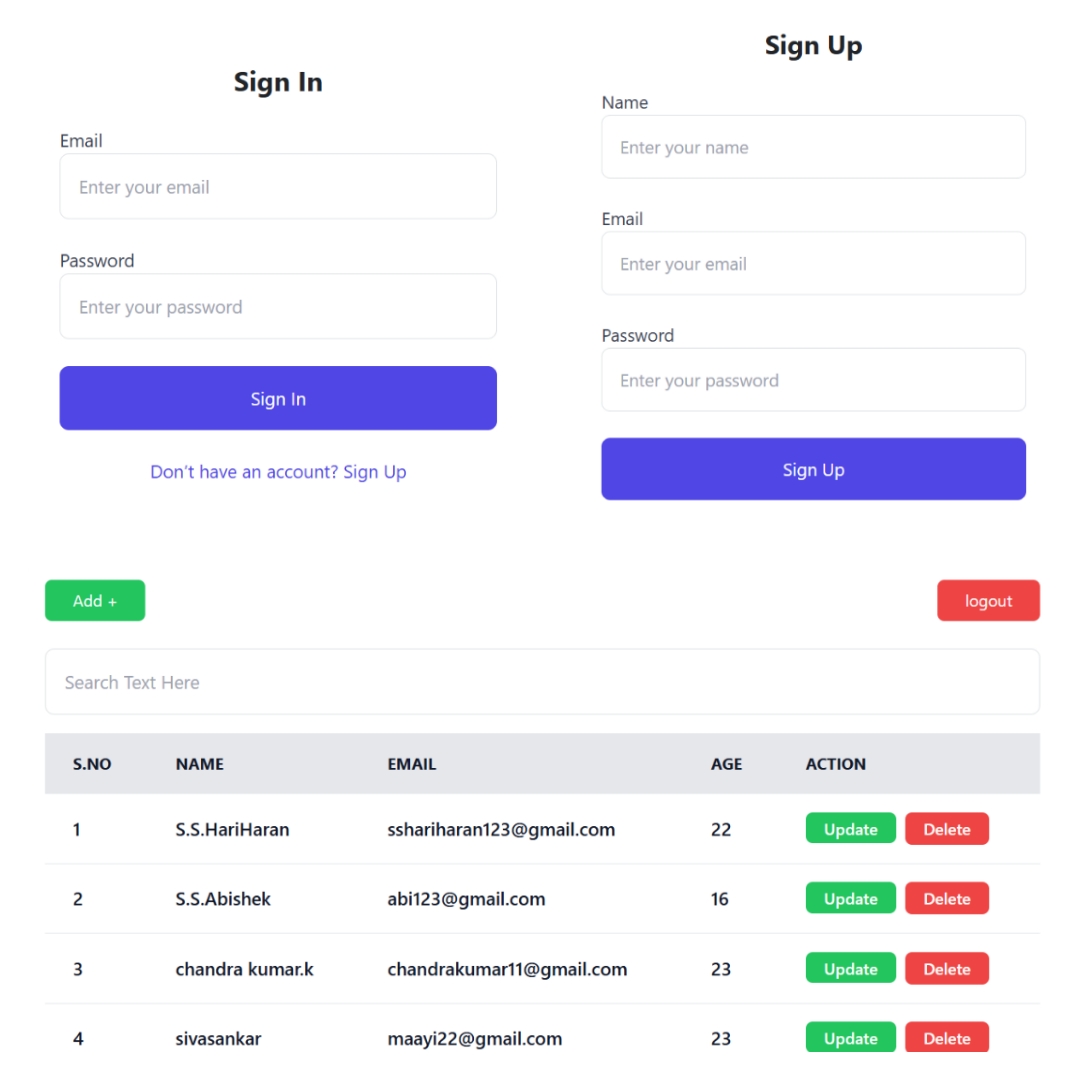 Sign In
Email
Enter your email
Password
Enter your password
Sign In
Don't have an account? Sign Up
Sign Up
Name
Enter your name
Email
Enter your email
Password
Enter your password
Sign Up
Add +
logout
Search Text Here
S.NO NAME EMAIL AGE ACTION
1 S.S.HariHaran sshariharan123@gmail.com 22 Update Delete
2 S.S.Abishek abi123@gmail.com 16 Update Delete
3 chandra kumar.k chandrakumar11@gmail.com 23 Update Delete
4 sivasankar maayi22@gmail.com 23 Update Delete